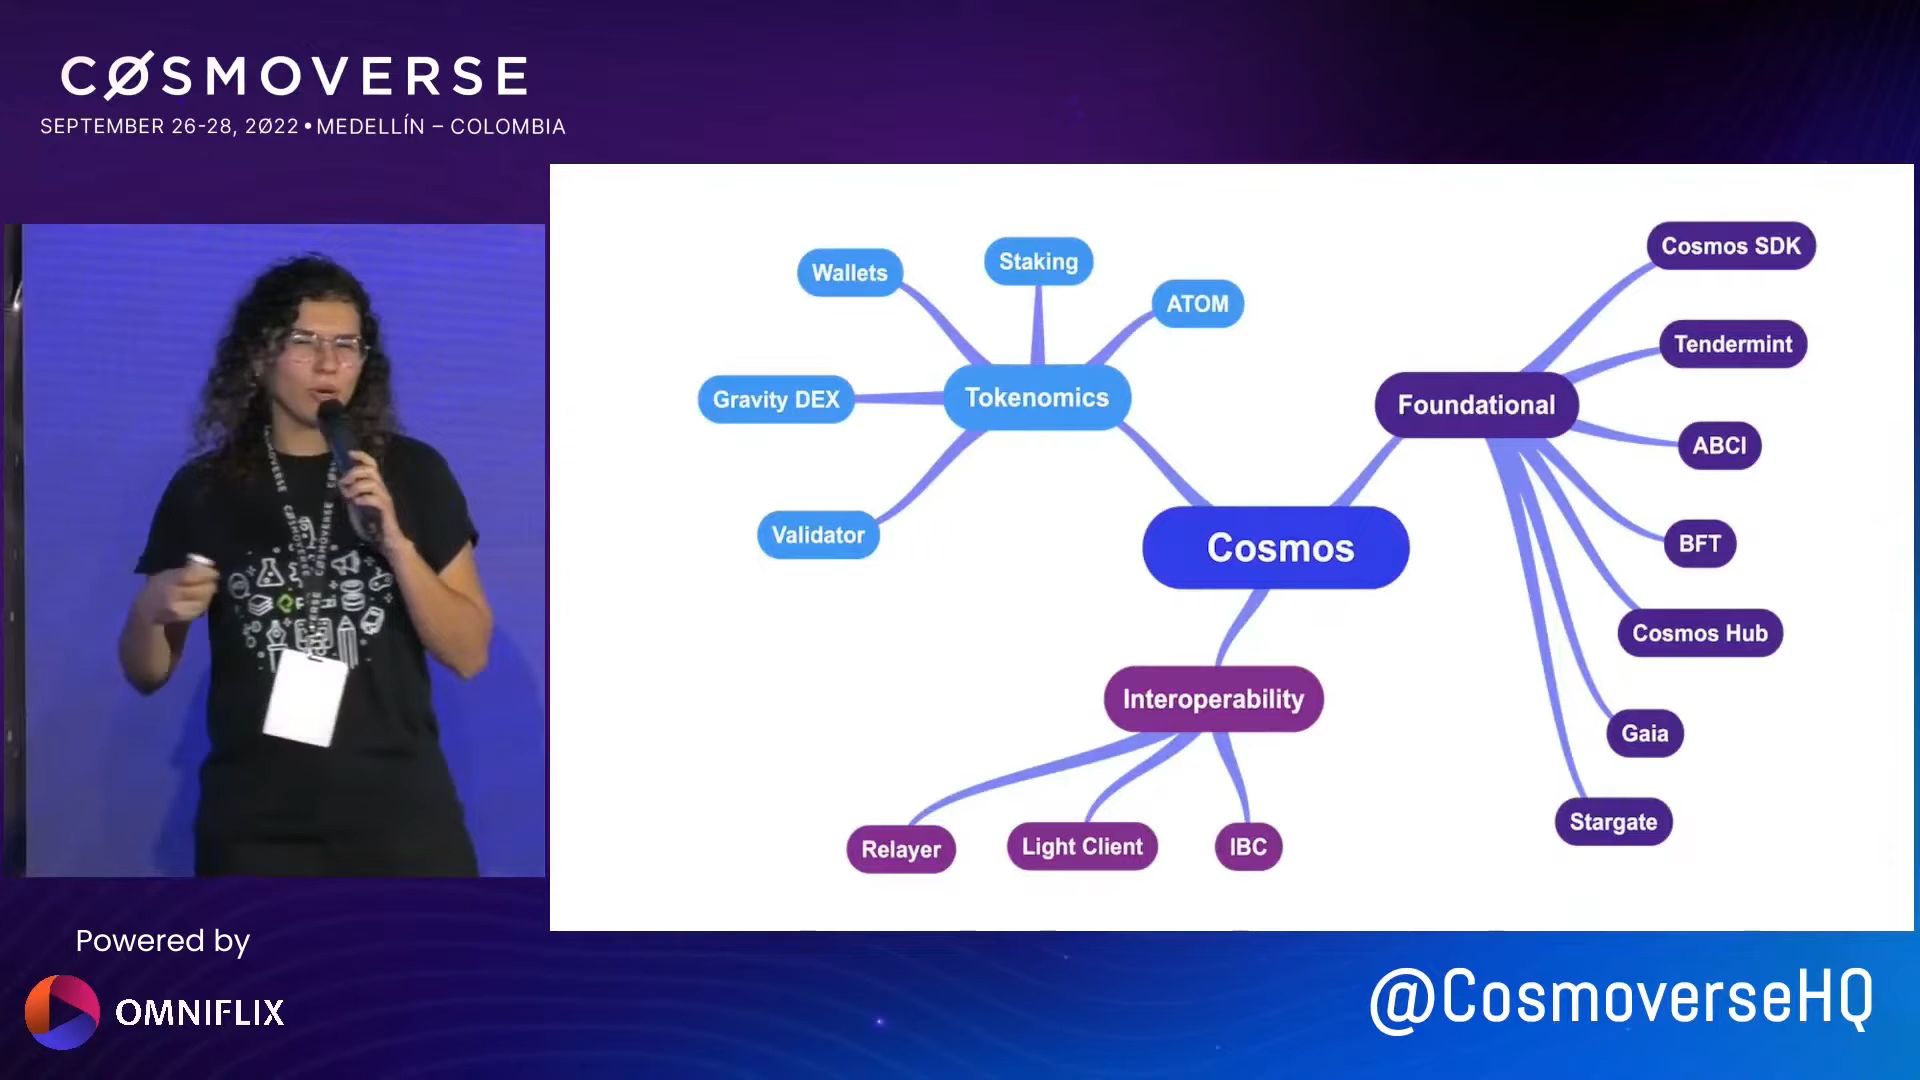 CØSMOVERSE
SEPTEMBER 26-28, 2Ø22 • MEDELLÍN – COLOMBIA
Wallets
Staking
ATOM
Gravity DEX
Tokenomics
Validator
Cosmos SDK
Tendermint
Foundational
ABCI
BFT
Cosmos
Cosmos Hub
Gaia
Stargate
Interoperability
Relayer
Light Client
IBC
CØSMOVERSE
Powered by
OMNIFLIX
@CosmoverseHQ